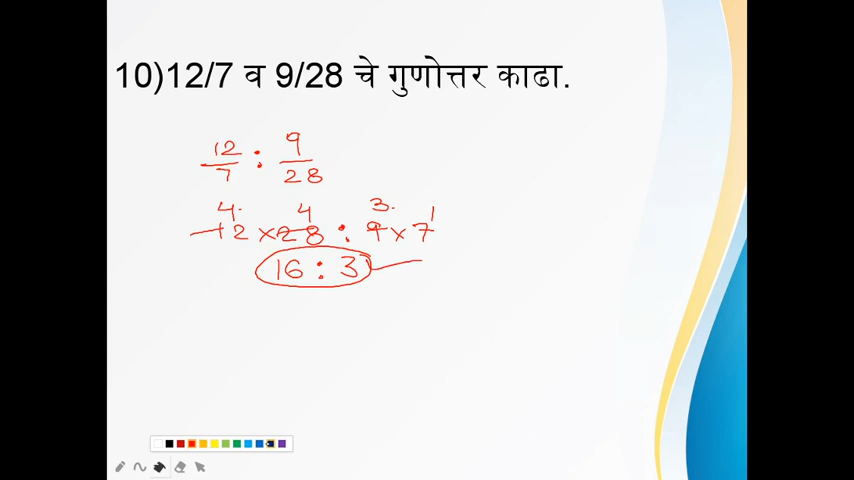 10)12/7 व 9/28 चे गुणोत्तर काढा.
12/7 : 9/28
4. 4 3. 1
12 x 28 : 9 x 7
16 : 3